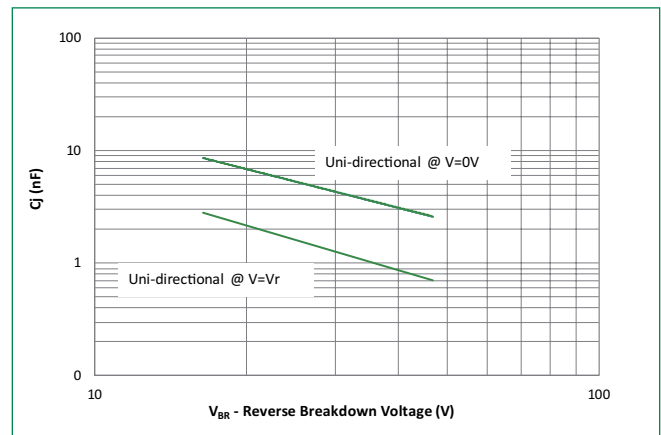 100
10
1
0
Cj (nF)
Uni-directional @ V=0V
Uni-directional @ V=Vr
10
100
VBR - Reverse Breakdown Voltage (V)